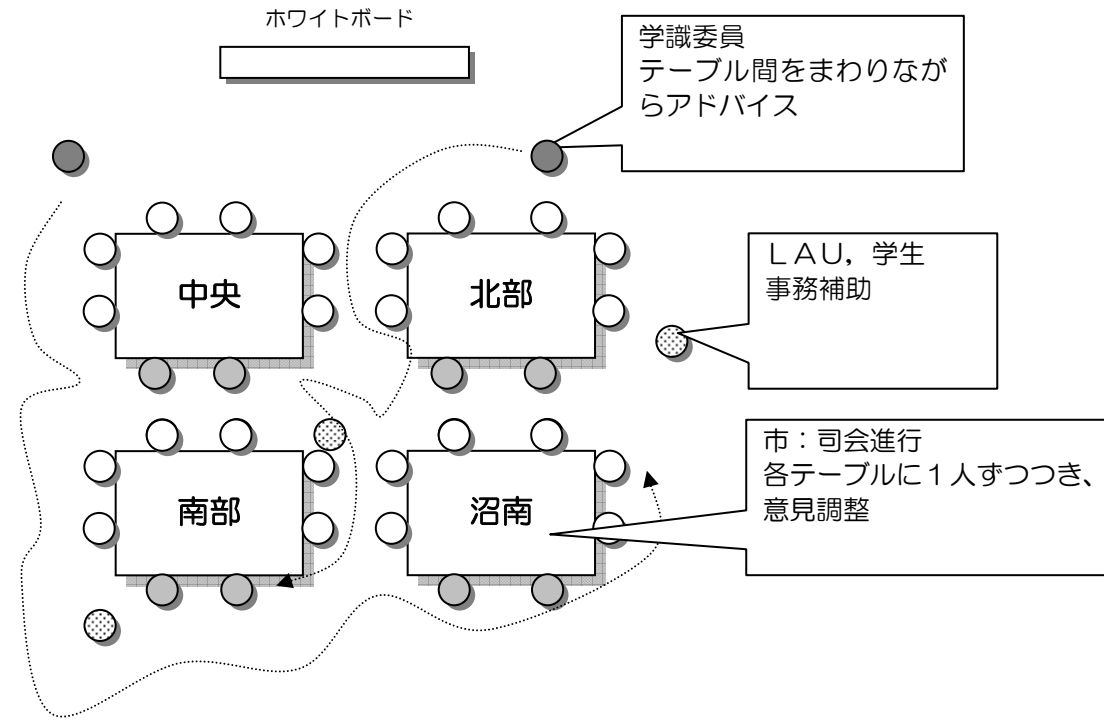 ホワイトボード
学識委員
テーブル間をまわりなが
らアドバイス
中央
北部
ＬＡＵ，学生
事務補助
南部
沼南
市：司会進行
各テーブルに１人ずつつき、
意見調整